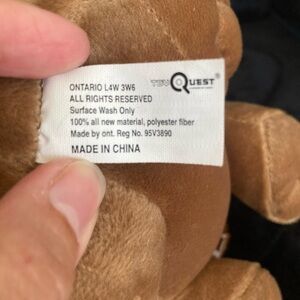 TOYQUEST
ONTARIO L4W 3W6
ALL RIGHTS RESERVED
Surface Wash Only
100% all new material, polyester fiber
Made by ont. Reg No. 95V3890
MADE IN CHINA